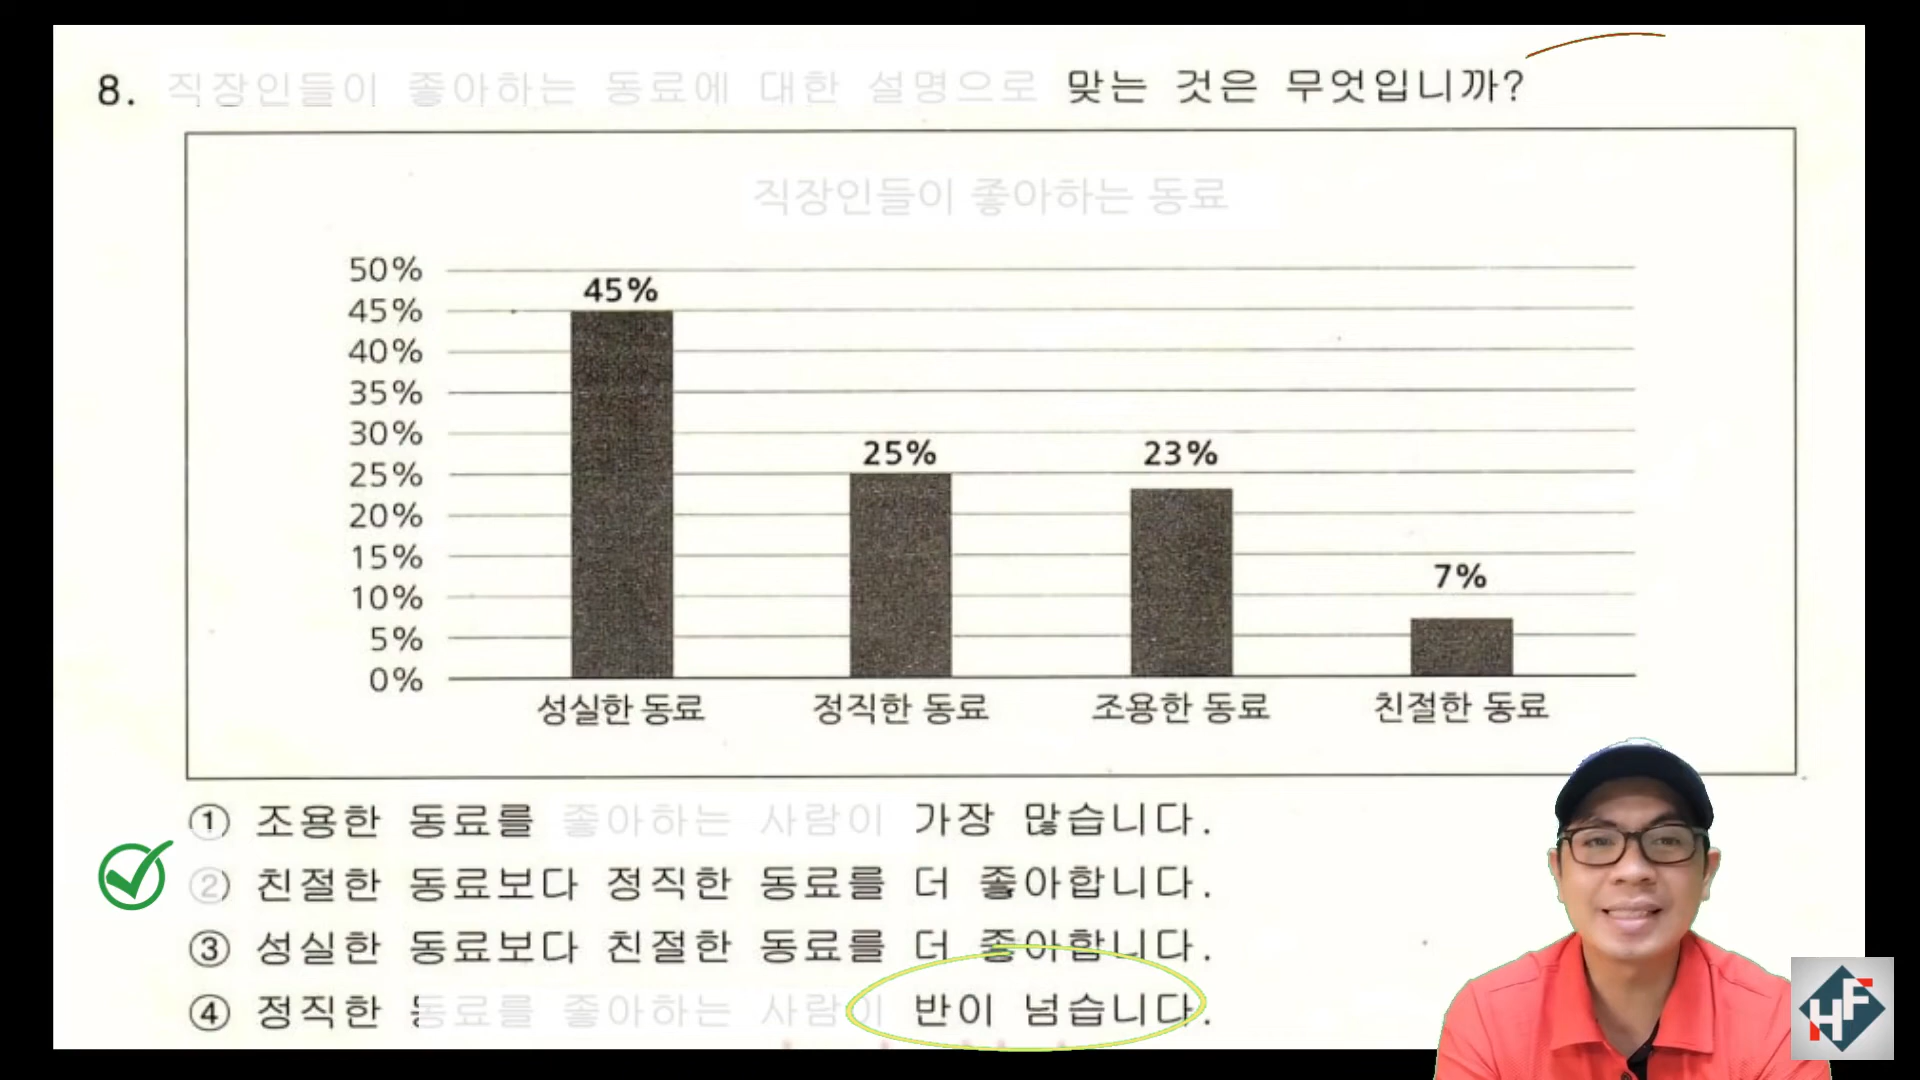 8. 직장인들이 좋아하는 동료에 대한 설명으로 맞는 것은 무엇입니까?
직장인들이 좋아하는 동료
50%
45%
40%
35%
30%
25%
20%
15%
10%
5%
0%
45%
25%
23%
7%
성실한 동료 정직한 동료 조용한 동료 친절한 동료
① 조용한 동료를 좋아하는 사람이 가장 많습니다.
② 친절한 동료보다 정직한 동료를 더 좋아합니다.
③ 성실한 동료보다 친절한 동료를 더 좋아합니다.
④ 정직한 동료를 좋아하는 사람이 반이 넘습니다.
HF